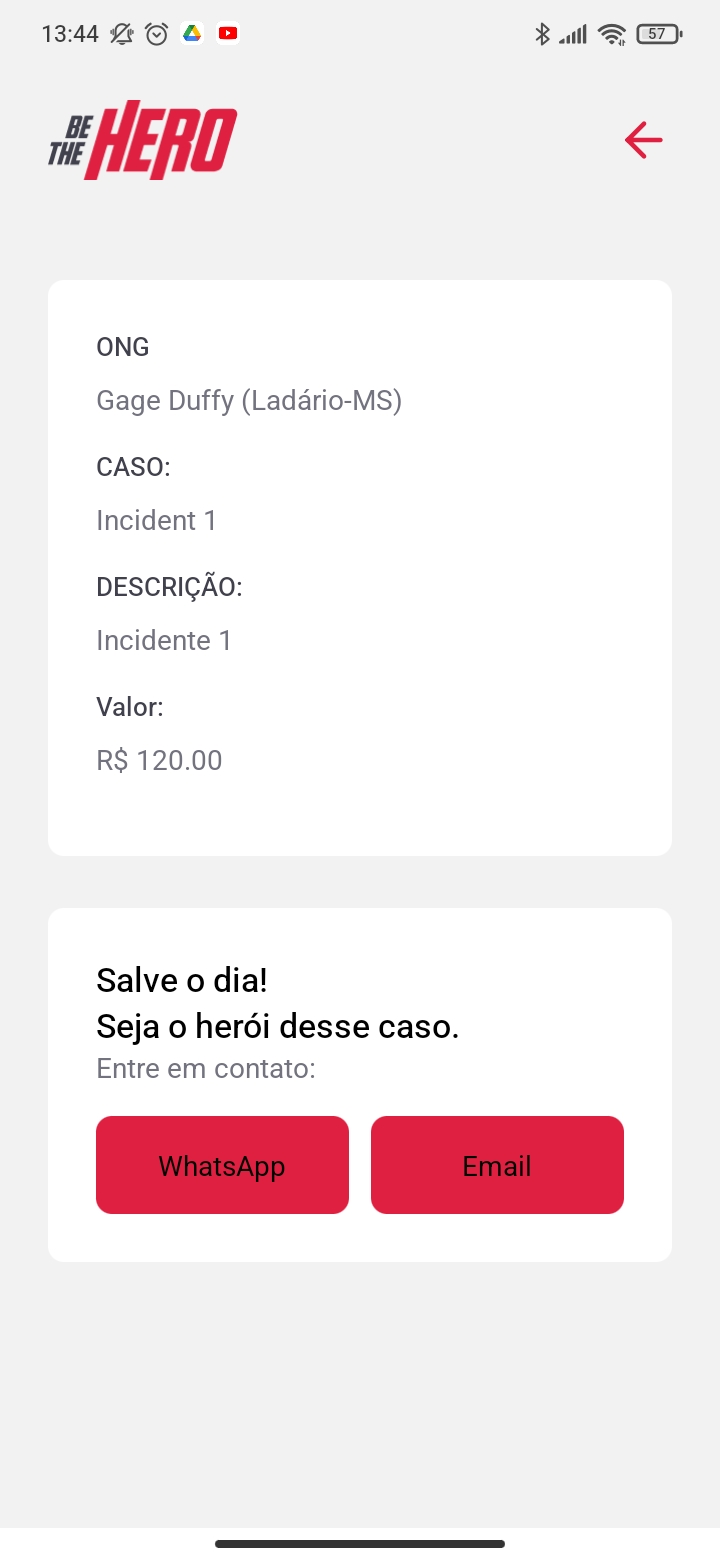 13:44
57
BE
THE HERO
ONG
Gage Duffy (Ladário-MS)
CASO:
Incident 1
DESCRIÇÃO:
Incidente 1
Valor:
R$ 120.00
Salve o dia!
Seja o herói desse caso.
Entre em contato:
WhatsApp Email